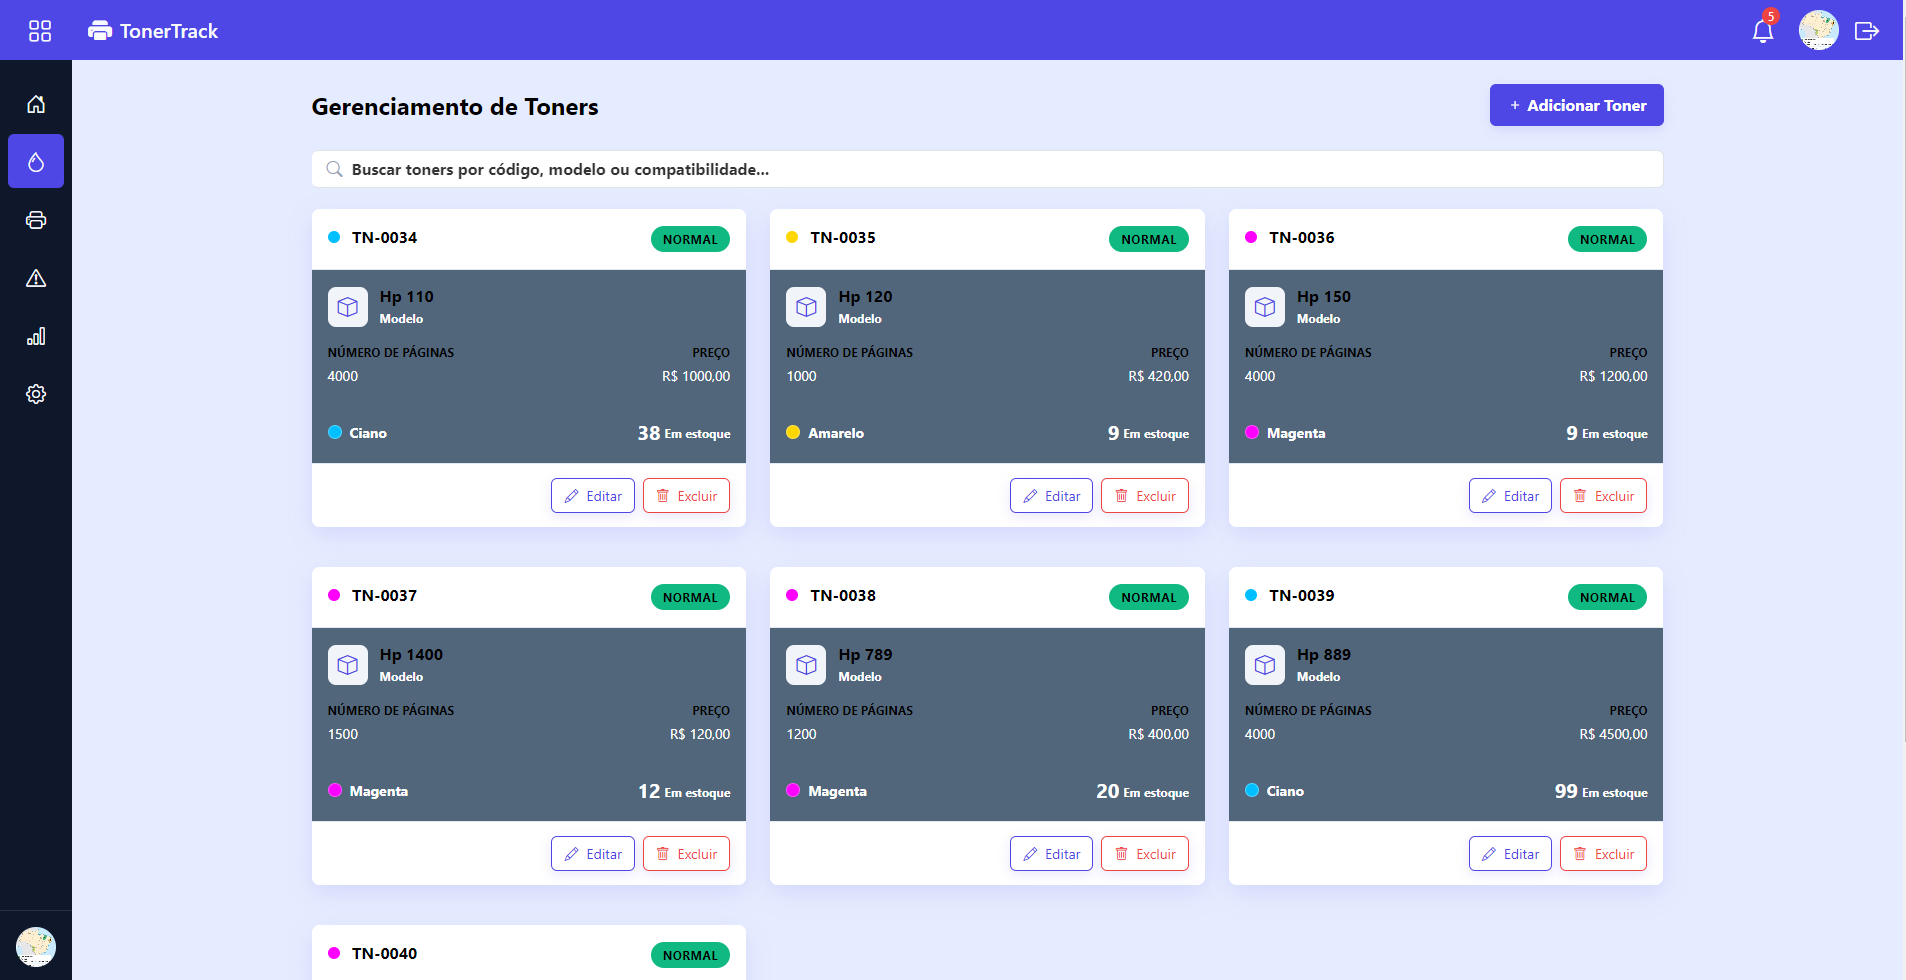 TonerTrack
5
Gerenciamento de Toners
+ Adicionar Toner
Buscar toners por código, modelo ou compatibilidade...
TN-0034
NORMAL
Hp 110
Modelo
NÚMERO DE PÁGINAS PREÇO
4000 R$ 1000,00
Ciano 38 Em estoque
Editar Excluir
TN-0035
NORMAL
Hp 120
Modelo
NÚMERO DE PÁGINAS PREÇO
1000 R$ 420,00
Amarelo 9 Em estoque
Editar Excluir
TN-0036
NORMAL
Hp 150
Modelo
NÚMERO DE PÁGINAS PREÇO
4000 R$ 1200,00
Magenta 9 Em estoque
Editar Excluir
TN-0037
NORMAL
Hp 1400
Modelo
NÚMERO DE PÁGINAS PREÇO
1500 R$ 120,00
Magenta 12 Em estoque
Editar Excluir
TN-0038
NORMAL
Hp 789
Modelo
NÚMERO DE PÁGINAS PREÇO
1200 R$ 400,00
Magenta 20 Em estoque
Editar Excluir
TN-0039
NORMAL
Hp 889
Modelo
NÚMERO DE PÁGINAS PREÇO
4000 R$ 4500,00
Ciano 99 Em estoque
Editar Excluir
TN-0040
NORMAL